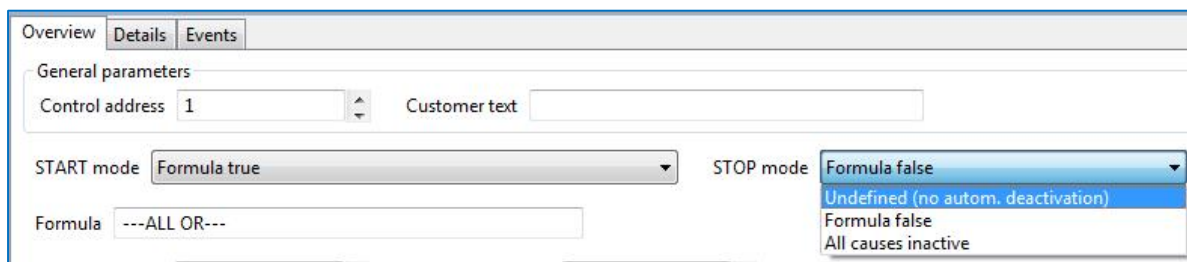 Overview Details Events
General parameters
Control address 1 Customer text
START mode Formula true STOP mode Formula false
Undefined (no autom. deactivation)
Formula ---ALL OR--- Formula false
All causes inactive